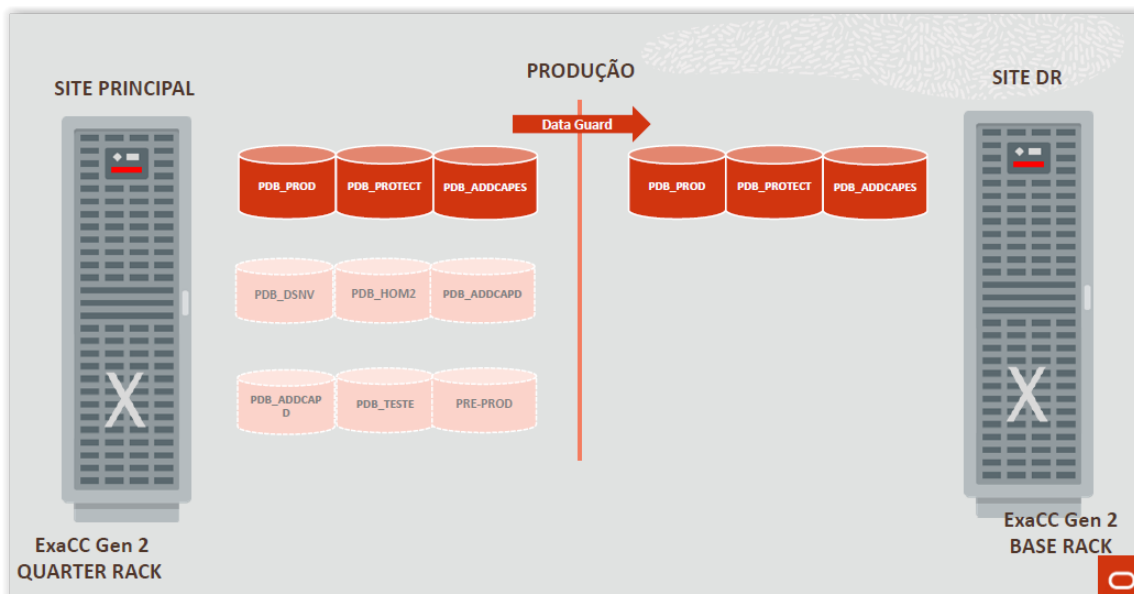 PRODUÇÃO
SITE PRINCIPAL
SITE DR
Data Guard
PDB_PROD
PDB_PROTECT
PDB_ADDCAPES
PDB_PROD
PDB_PROTECT
PDB_ADDCAPES
PDB_DSNV
PDB_HOM2
PDB_ADDCAPD
PDB_ADDCAP
D
PDB_TESTE
PRE-PROD
X
X
ExaCC Gen 2
QUARTER RACK
ExaCC Gen 2
BASE RACK